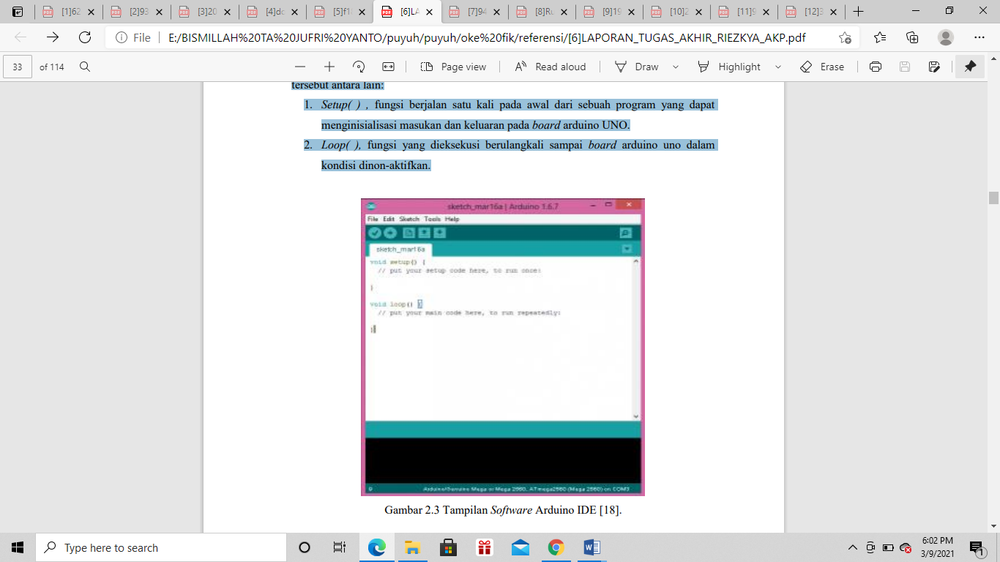 [1]62
[2]93
[3]20
[4]dc
[5]f1
[6]LA
[7]94
[8]Ru
[9]19
[10]2
[11]9
[12]3
File E:/BISMILLAH%20TA%20JUFRI%20YANTO/puyuh/puyuh/oke%20fik/referensi/[6]LAPORAN_TUGAS_AKHIR_RIEZKYA_AKP.pdf
33 of 114 Page view Read aloud Draw Highlight Erase
tersebut antara lain:
1. Setup( ) , fungsi berjalan satu kali pada awal dari sebuah program yang dapat
menginisialisasi masukan dan keluaran pada board arduino UNO.
2. Loop( ), fungsi yang dieksekusi berulangkali sampai board arduino uno dalam
kondisi dinon-aktifkan.
sketch_mar16a | Arduino 1.6.7
File Edit Sketch Tools Help
sketch_mar16a
void setup() {
// put your setup code here, to run once:
}
void loop() {
// put your main code here, to run repeatedly:
}
9 Arduino/Genuino Mega or Mega 2560, ATmega2560 (Mega 2560) on COM3
Gambar 2.3 Tampilan Software Arduino IDE [18].
Type here to search
6:02 PM
3/9/2021
1